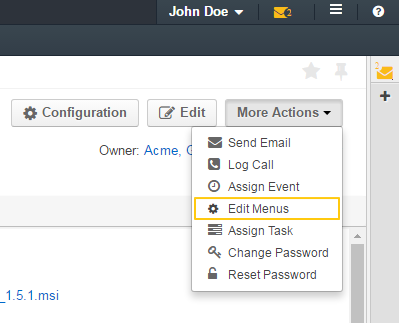 John Doe 2
2
Configuration Edit More Actions
Owner: Acme,
Send Email
Log Call
Assign Event
Edit Menus
Assign Task
Change Password
Reset Password
_1.5.1.msi